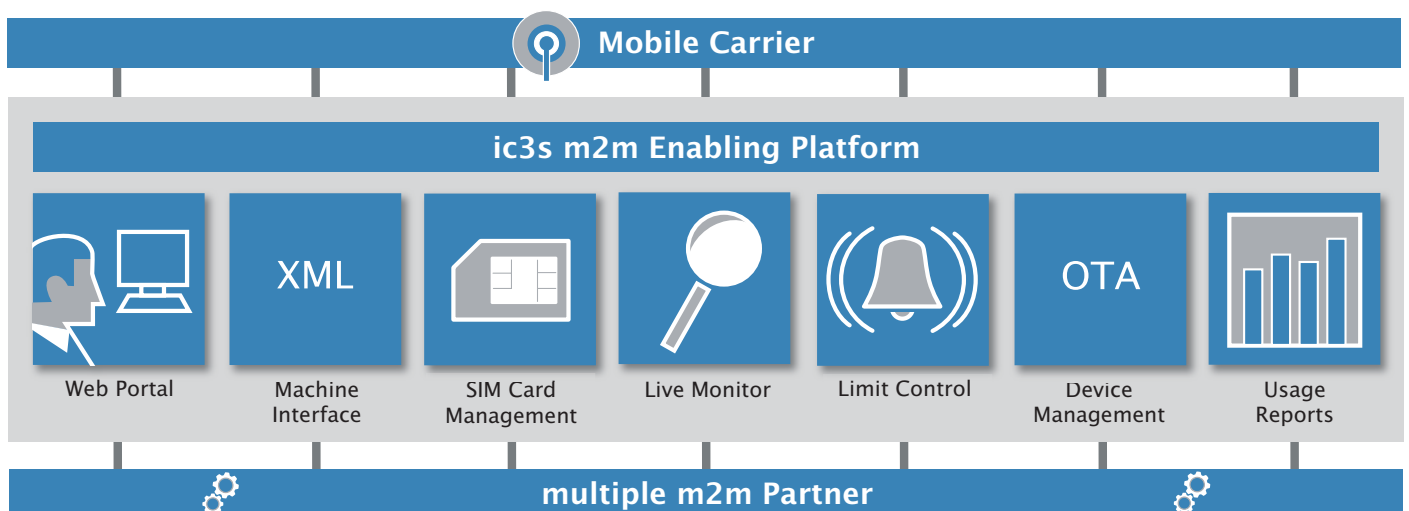 Mobile Carrier
ic3s m2m Enabling Platform
XML
OTA
Web Portal
Machine
Interface
SIM Card
Management
Live Monitor
Limit Control
Device
Management
Usage
Reports
multiple m2m Partner